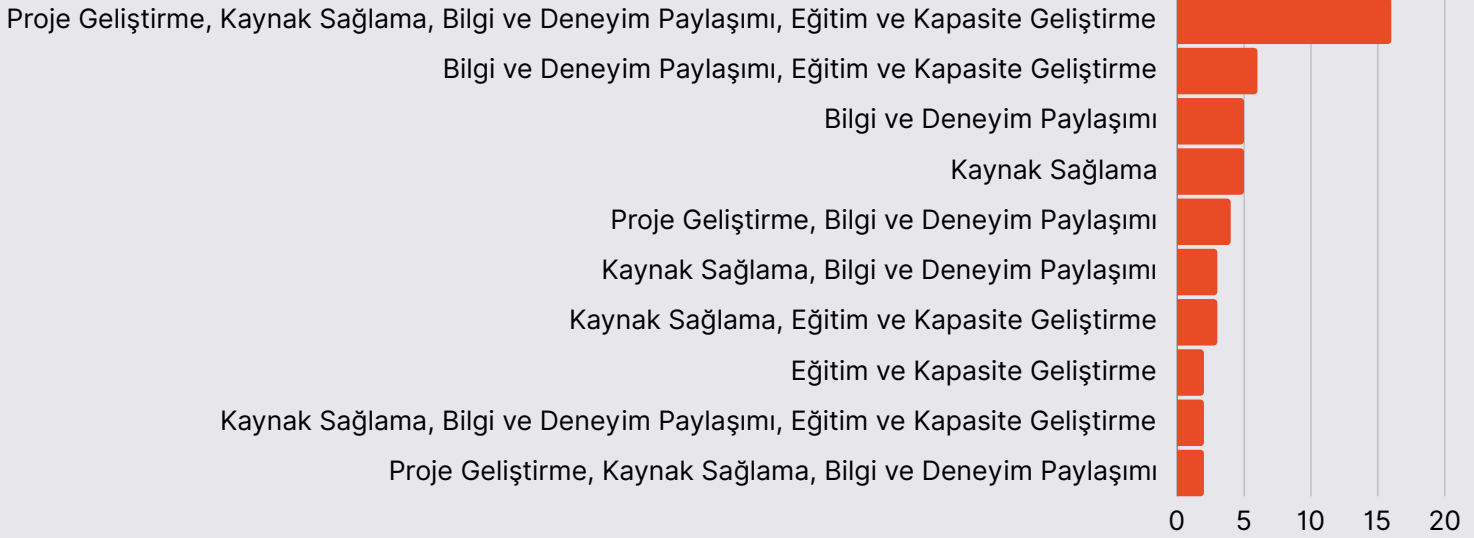 Proje Geliştirme, Kaynak Sağlama, Bilgi ve Deneyim Paylaşımı, Eğitim ve Kapasite Geliştirme
Bilgi ve Deneyim Paylaşımı, Eğitim ve Kapasite Geliştirme
Bilgi ve Deneyim Paylaşımı
Kaynak Sağlama
Proje Geliştirme, Bilgi ve Deneyim Paylaşımı
Kaynak Sağlama, Bilgi ve Deneyim Paylaşımı
Kaynak Sağlama, Eğitim ve Kapasite Geliştirme
Eğitim ve Kapasite Geliştirme
Kaynak Sağlama, Bilgi ve Deneyim Paylaşımı, Eğitim ve Kapasite Geliştirme
Proje Geliştirme, Kaynak Sağlama, Bilgi ve Deneyim Paylaşımı
0 5 10 15 20